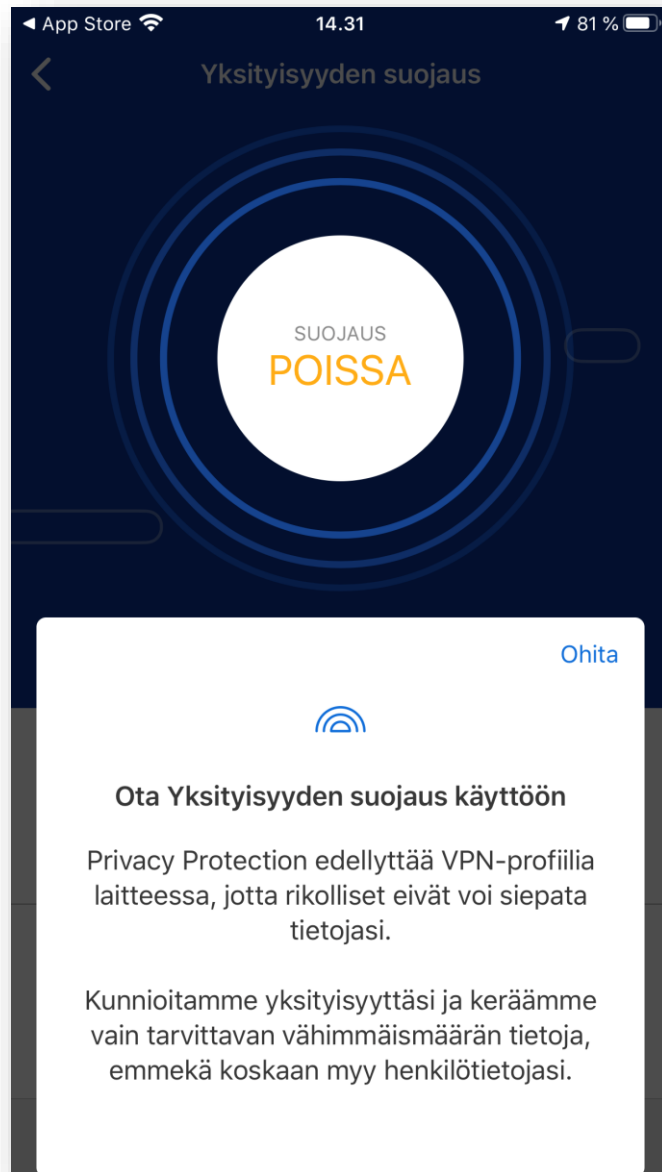 ◀ App Store 14.31 81 %
Yksityisyyden suojaus
SUOJAUS
POISSA
Ohita
Ota Yksityisyyden suojaus käyttöön
Privacy Protection edellyttää VPN-profiilia
laitteessa, jotta rikolliset eivät voi siepata
tietojasi.
Kunnioitamme yksityisyyttäsi ja keräämme
vain tarvittavan vähimmäismäärän tietoja,
emmekä koskaan myy henkilötietojasi.